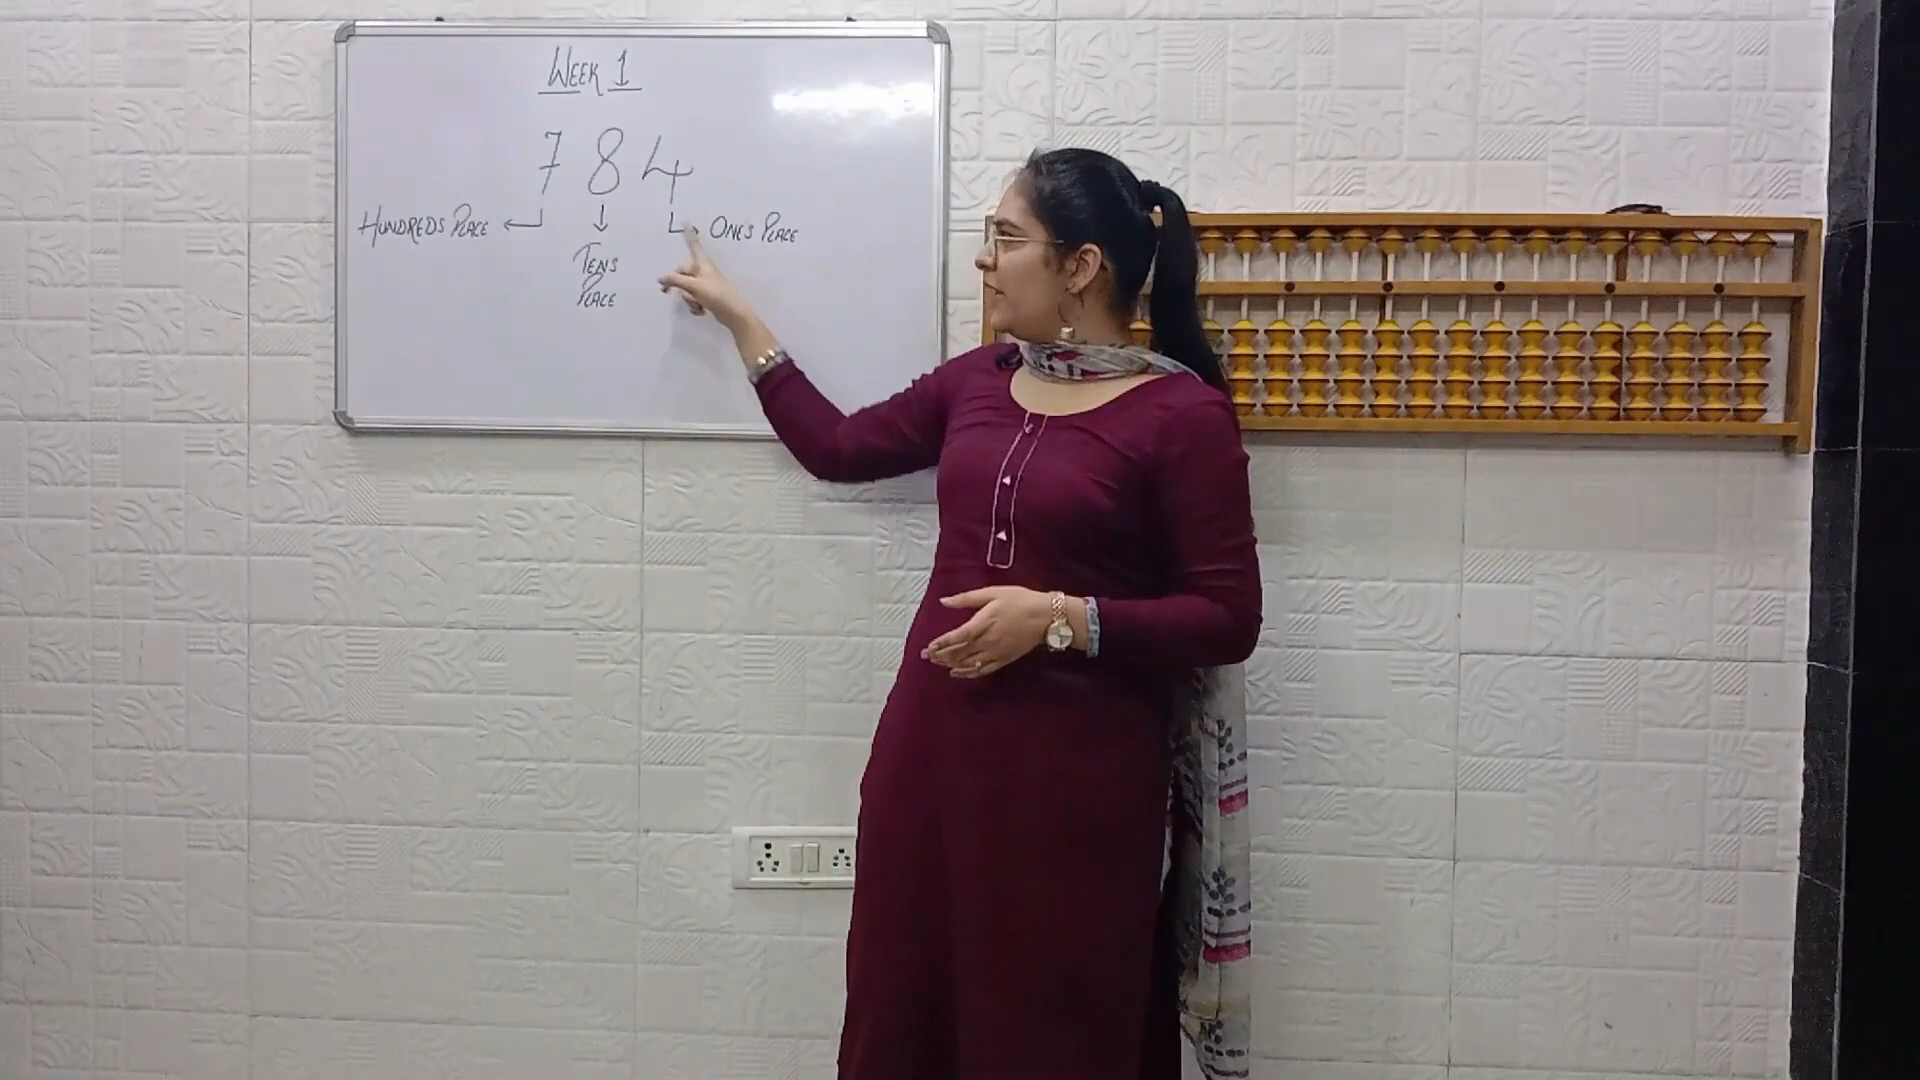 WEEK 1
7 8 4
HUNDREDS PLACE
TENS
PLACE
ONES PLACE